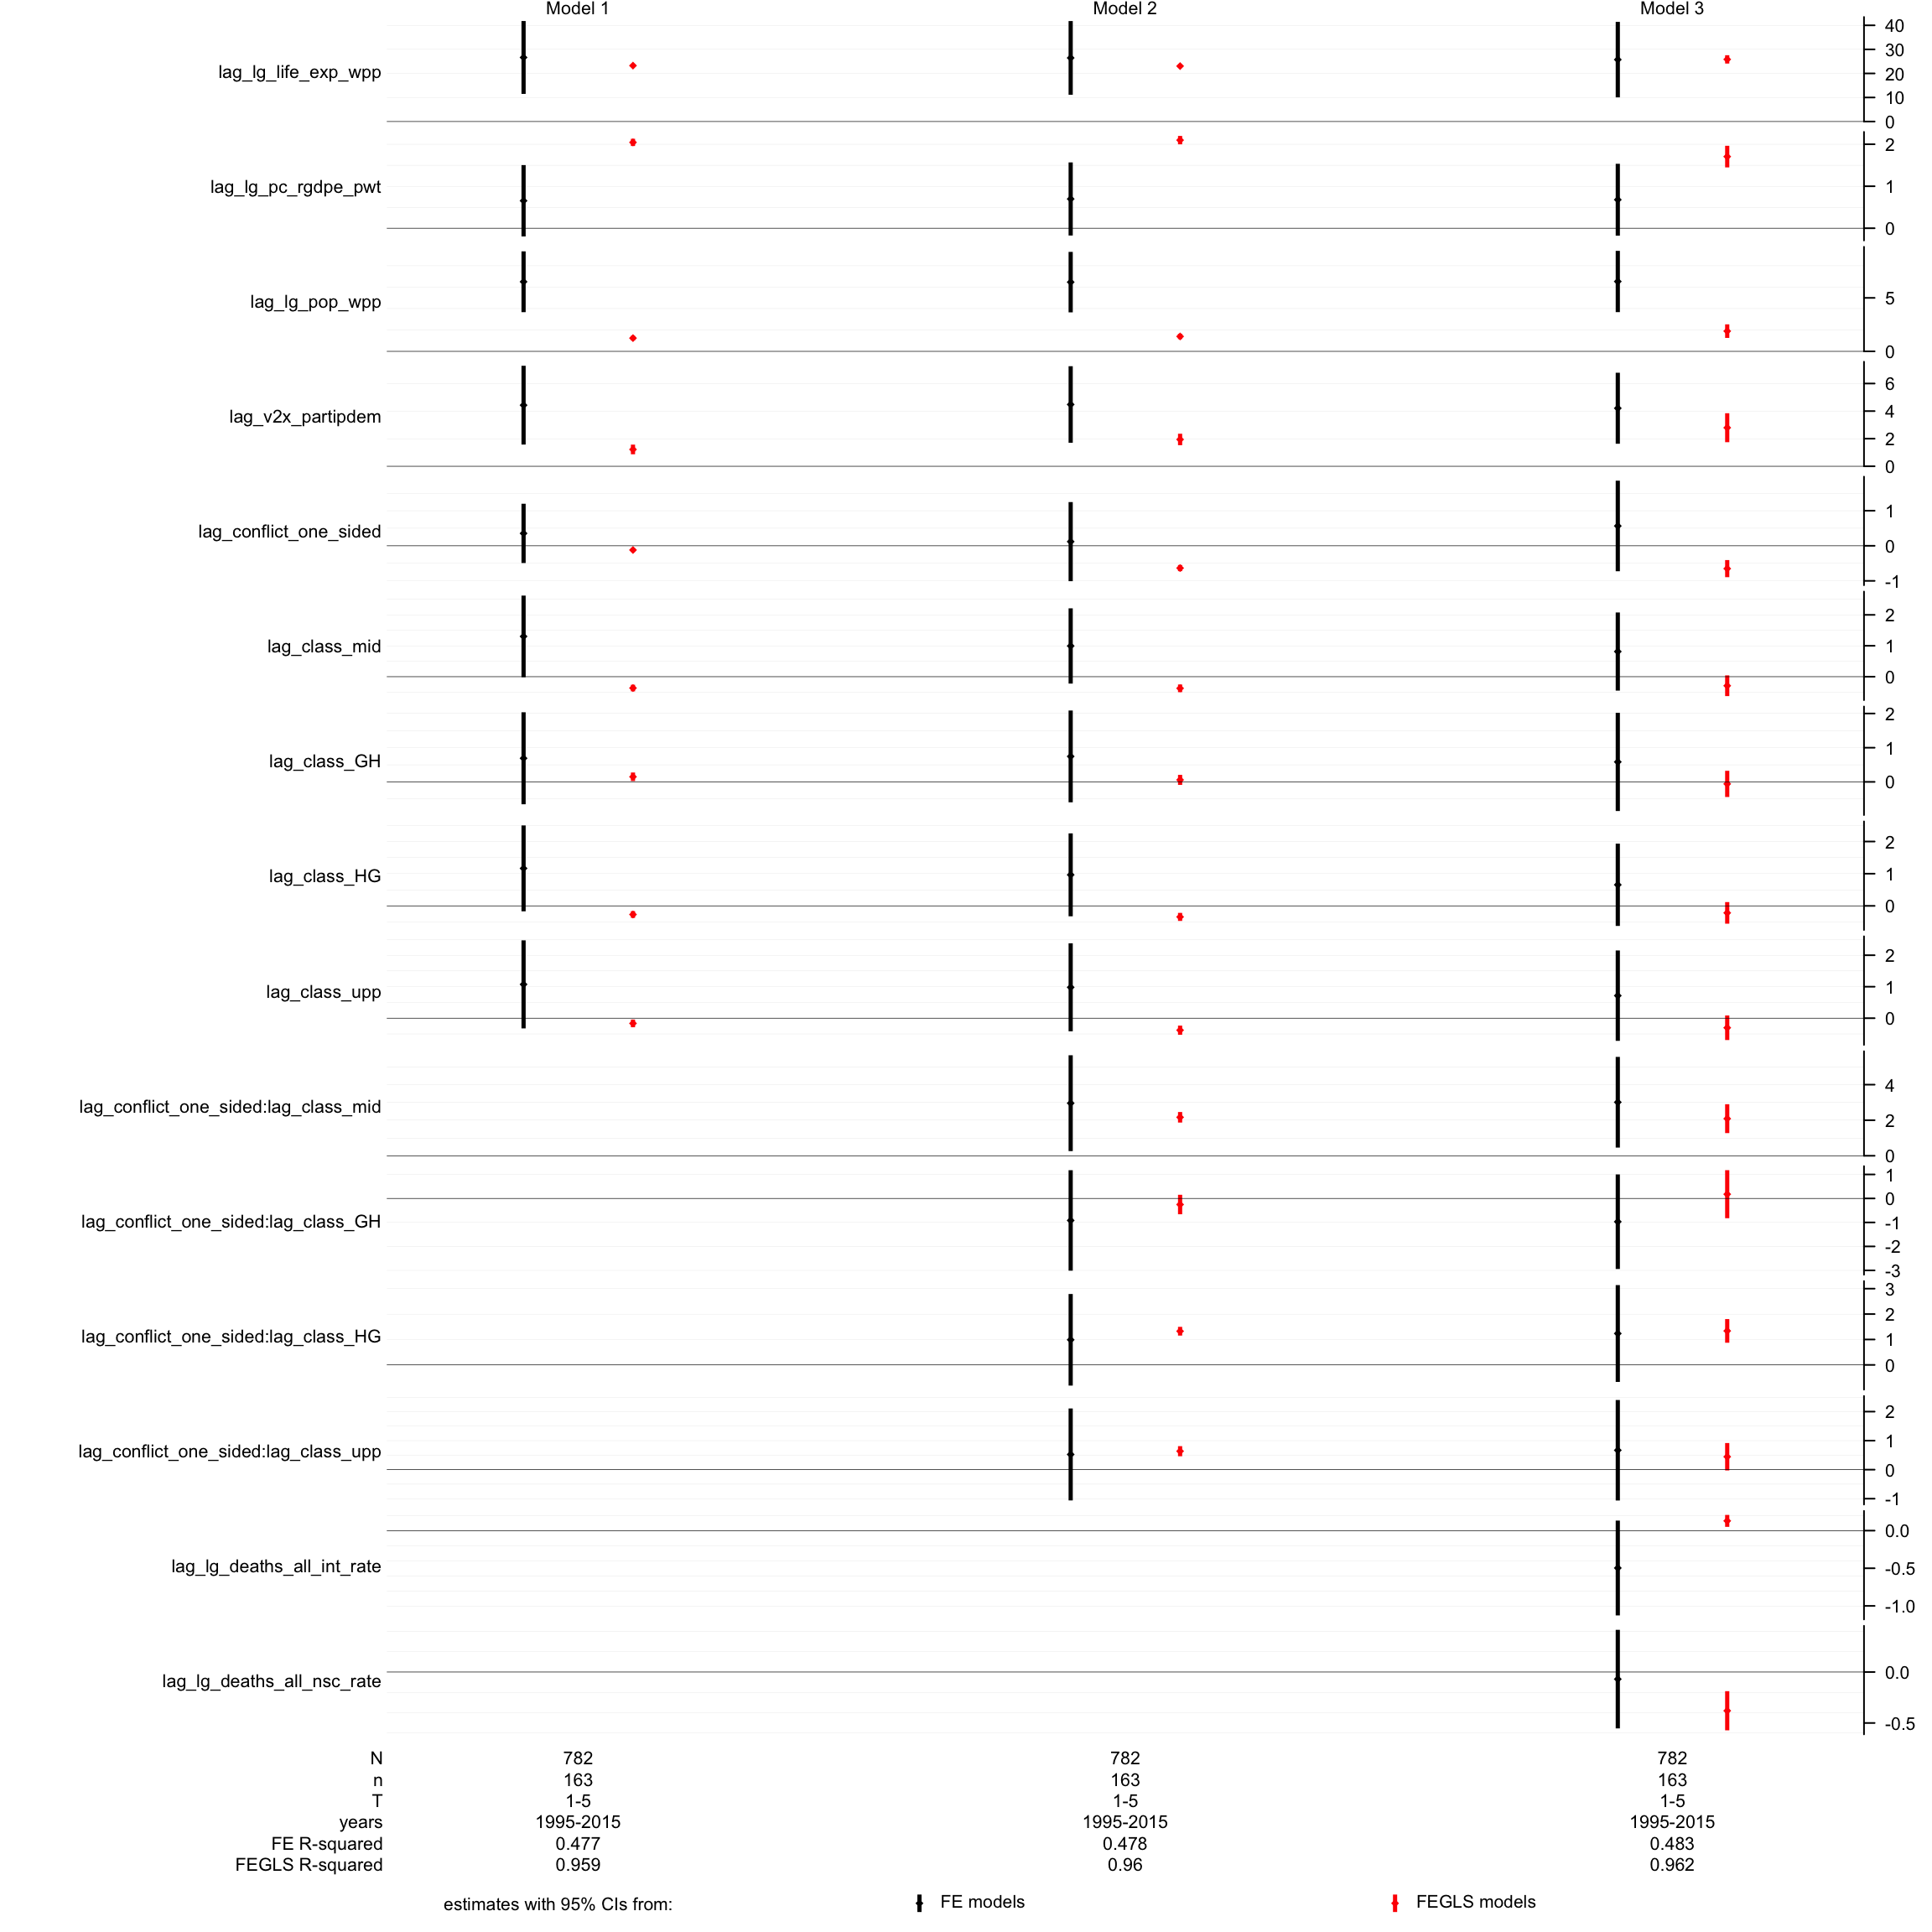 Model 1 Model 2 Model 3
lag_lg_life_exp_wpp
40
30
20
10
0
lag_lg_pc_rgdpe_pwt
2
1
0
lag_lg_pop_wpp
5
0
lag_v2x_partipdem
6
4
2
0
lag_conflict_one_sided
1
0
-1
lag_class_mid
2
1
0
lag_class_GH
2
1
0
lag_class_HG
2
1
0
lag_class_upp
2
1
0
lag_conflict_one_sided:lag_class_mid
4
2
0
lag_conflict_one_sided:lag_class_GH
1
0
-1
-2
-3
lag_conflict_one_sided:lag_class_HG
3
2
1
0
lag_conflict_one_sided:lag_class_upp
2
1
0
-1
lag_lg_deaths_all_int_rate
0.0
-0.5
-1.0
lag_lg_deaths_all_nsc_rate
0.0
-0.5
N 782 782 782
n 163 163 163
T 1-5 1-5 1-5
years 1995-2015 1995-2015 1995-2015
FE R-squared 0.477 0.478 0.483
FEGLS R-squared 0.959 0.96 0.962
estimates with 95% CIs from: FE models FEGLS models